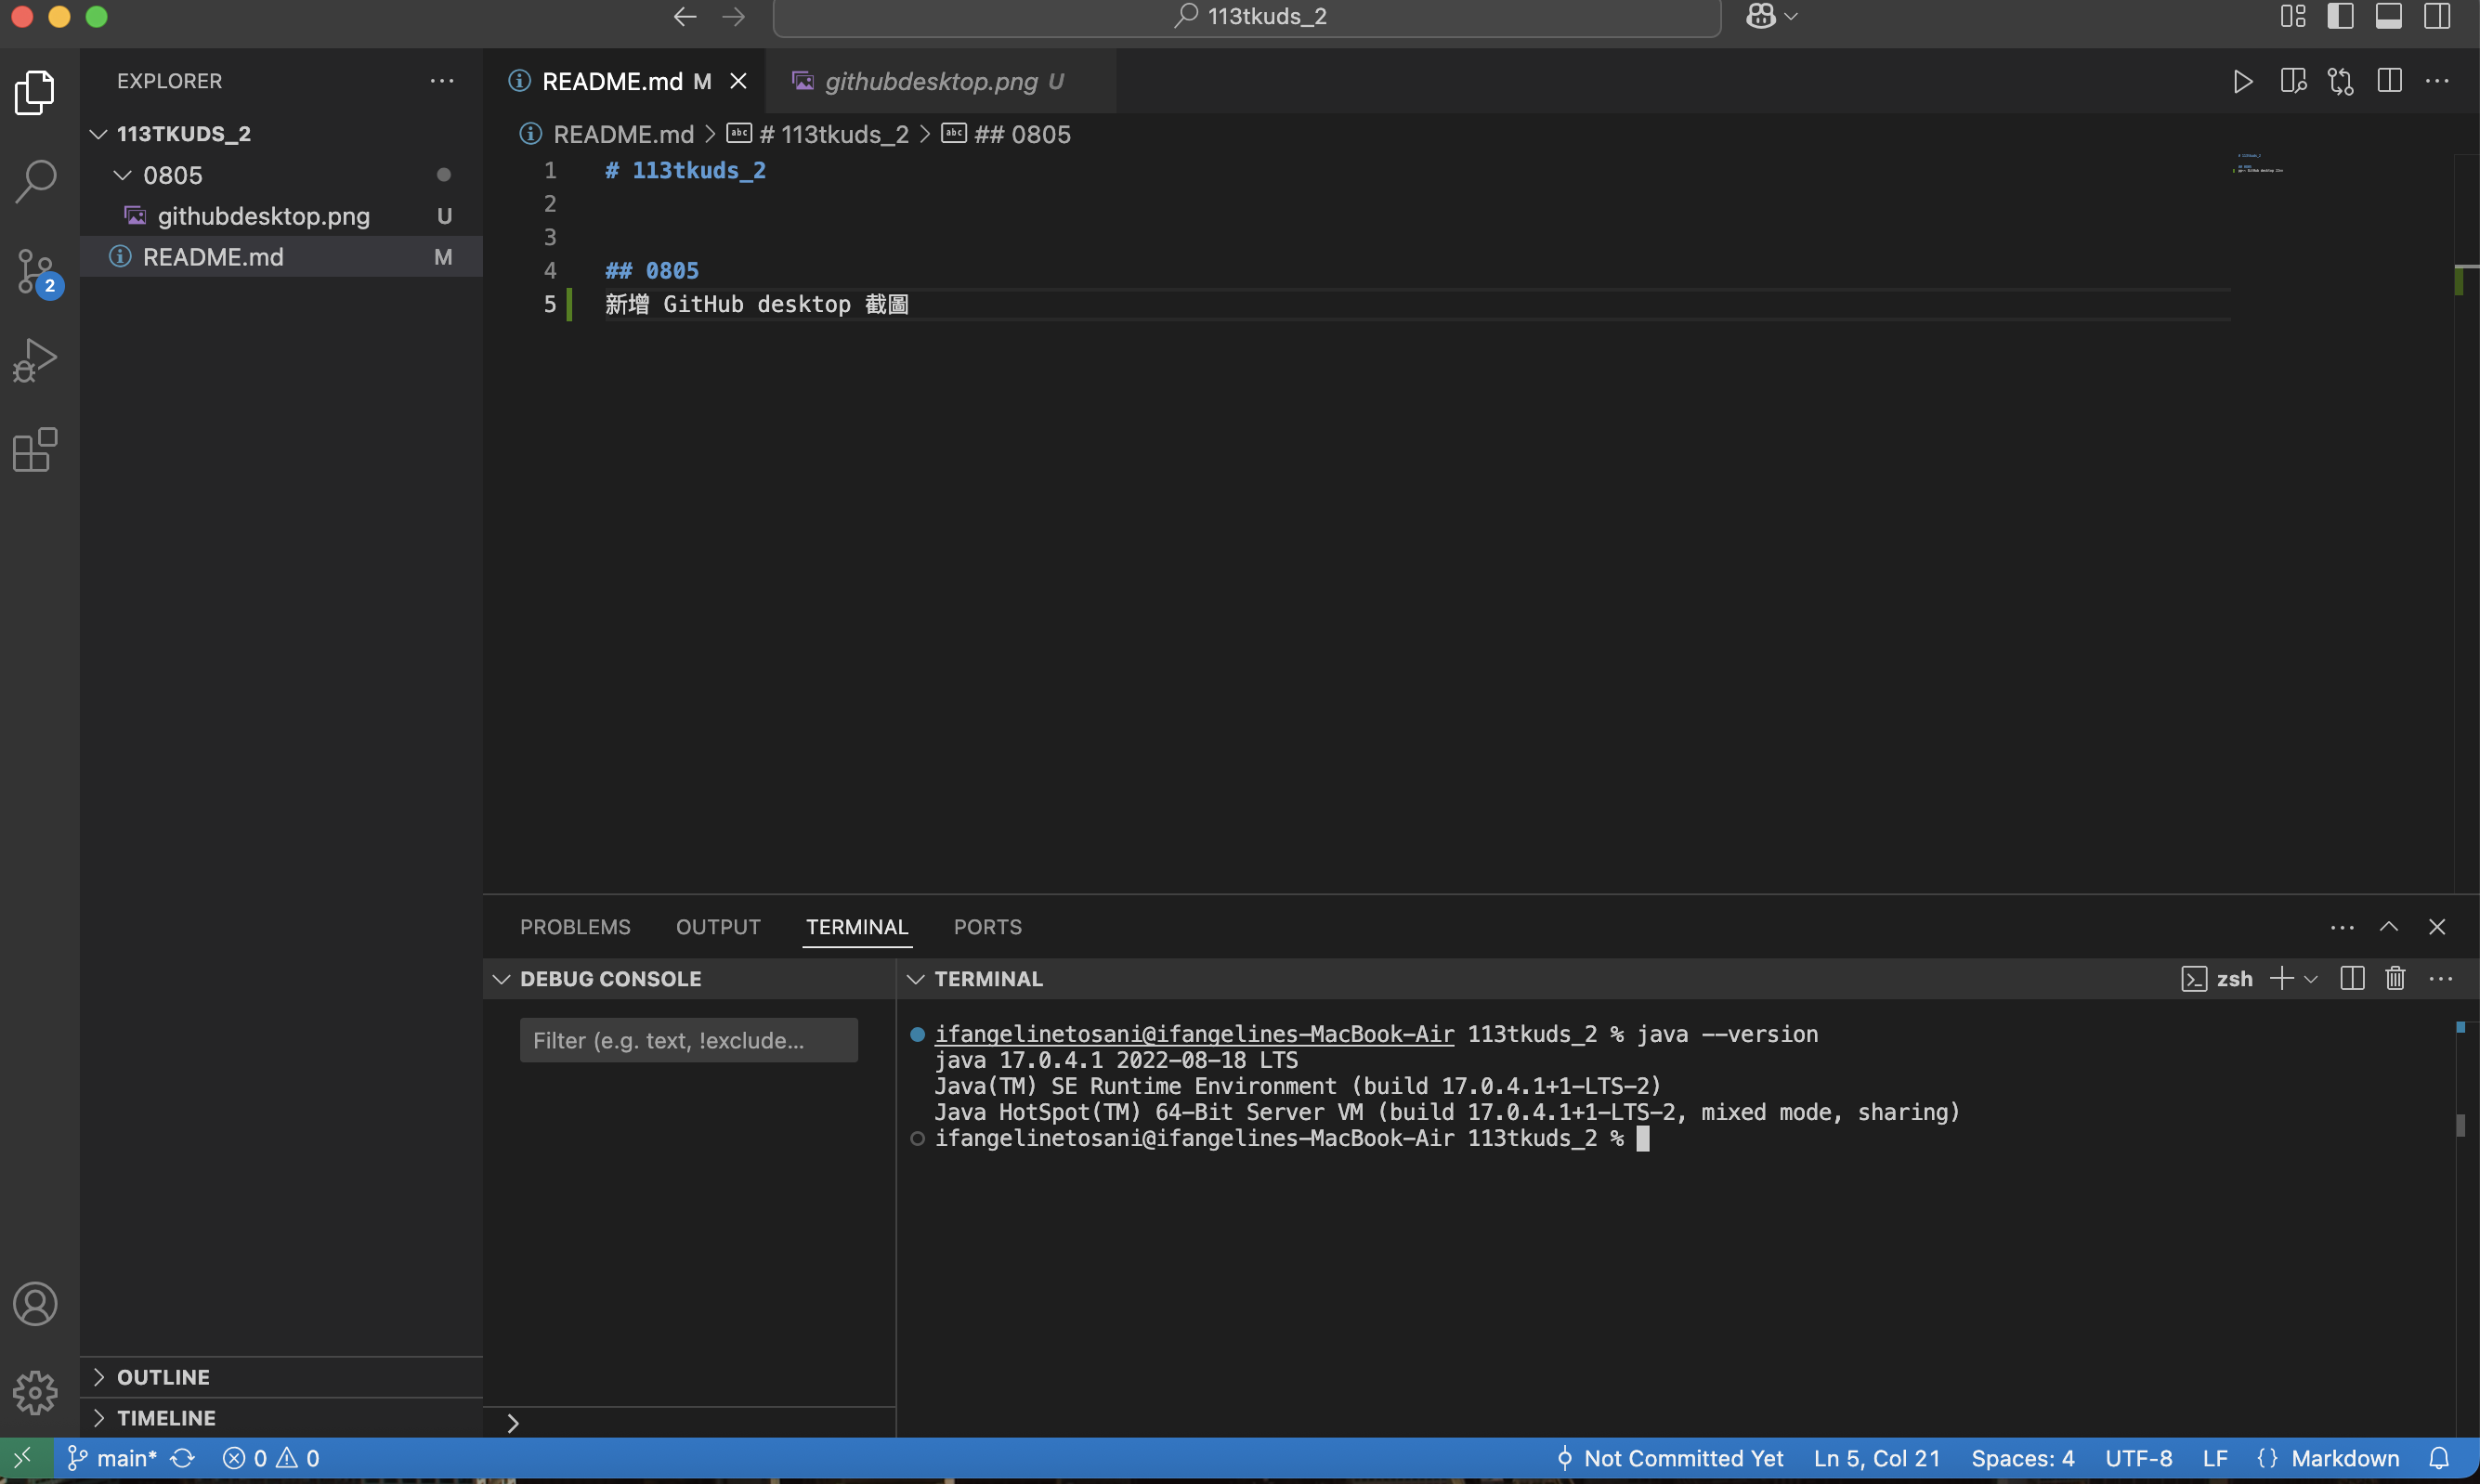 113tkuds_2
EXPLORER
113TKUDS_2
0805
githubdesktop.png U
README.md M
2
README.md M
githubdesktop.png U
README.md > # 113tkuds_2 > ## 0805
1 # 113tkuds_2
2
3
4 ## 0805
5 新增 GitHub desktop 截圖
PROBLEMS OUTPUT TERMINAL PORTS
DEBUG CONSOLE
Filter (e.g. text, !exclude...
TERMINAL
zsh
ifangelinetosani@ifangelines-MacBook-Air 113tkuds_2 % java --version
java 17.0.4.1 2022-08-18 LTS
Java(TM) SE Runtime Environment (build 17.0.4.1+1-LTS-2)
Java HotSpot(TM) 64-Bit Server VM (build 17.0.4.1+1-LTS-2, mixed mode, sharing)
ifangelinetosani@ifangelines-MacBook-Air 113tkuds_2 %
OUTLINE
TIMELINE
main* 0 0 Not Committed Yet Ln 5, Col 21 Spaces: 4 UTF-8 LF {} Markdown